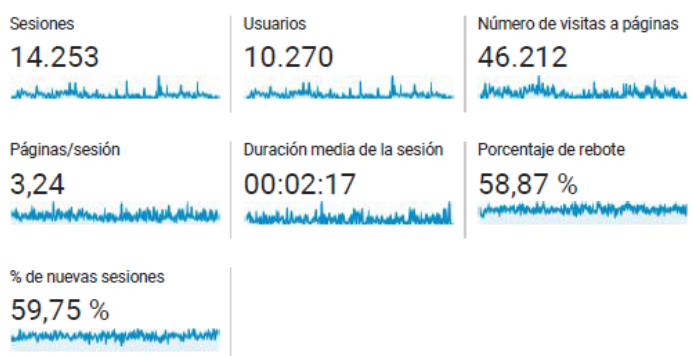 Sesiones
14.253
Usuarios
10.270
Número de visitas a páginas
46.212
Páginas/sesión
3,24
Duración media de la sesión
00:02:17
Porcentaje de rebote
58,87 %
% de nuevas sesiones
59,75 %